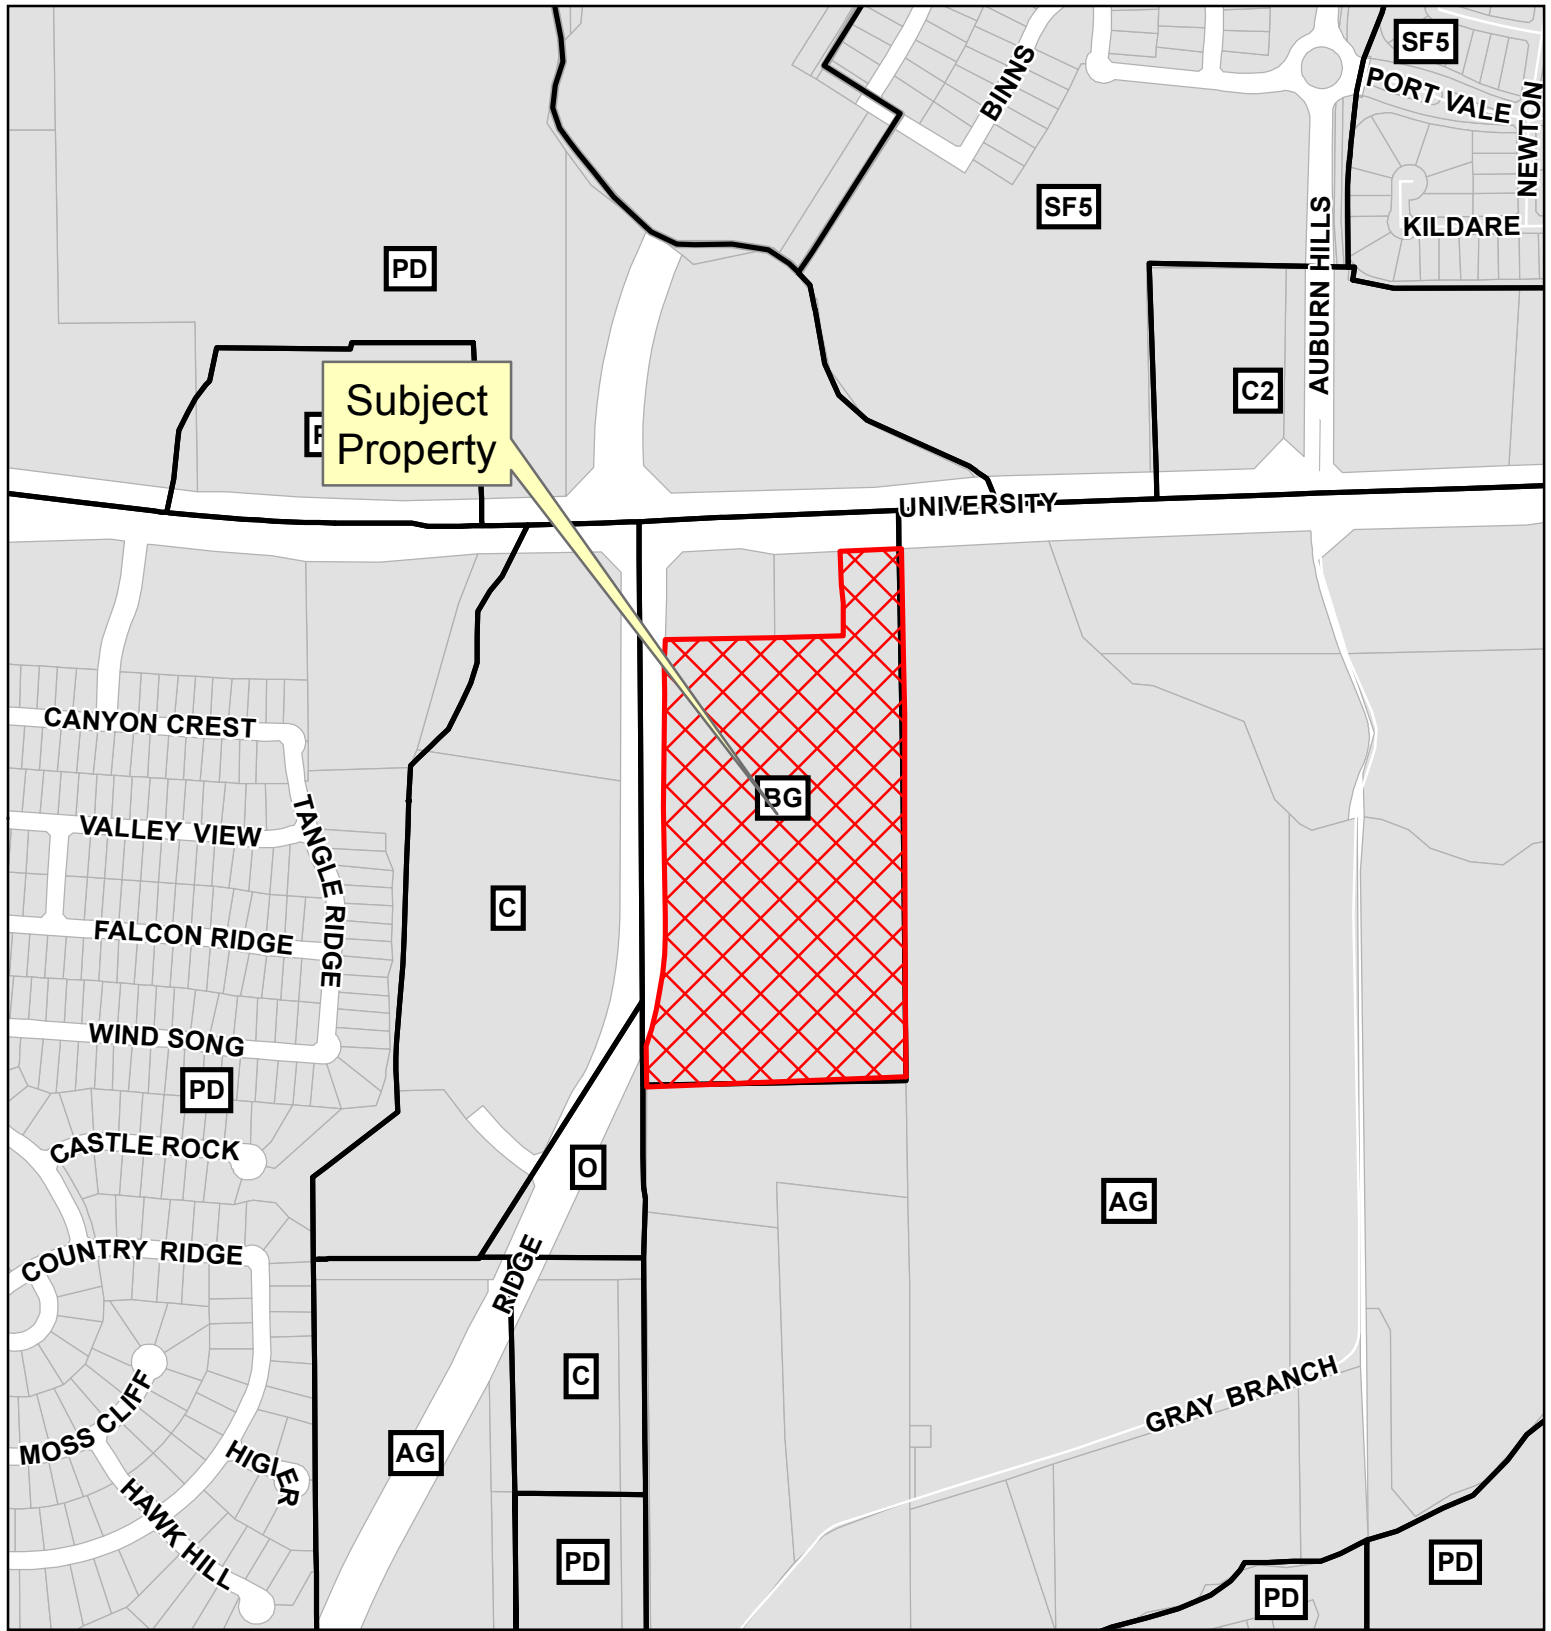 SF5
PORT VALE
NEWTON
BINNS
SF5
KILDARE
PD
AUBURN HILLS
C2
Subject
Property
UNIVERSITY
CANYON CREST
BG
TANGLE RIDGE
VALLEY VIEW
C
FALCON RIDGE
WIND SONG
PD
CASTLE ROCK
O
AG
COUNTRY RIDGE
RIDGE
C
MOSS CLIFF
GRAY BRANCH
AG
HIGLER
HAWK HILL
PD
PD
PD